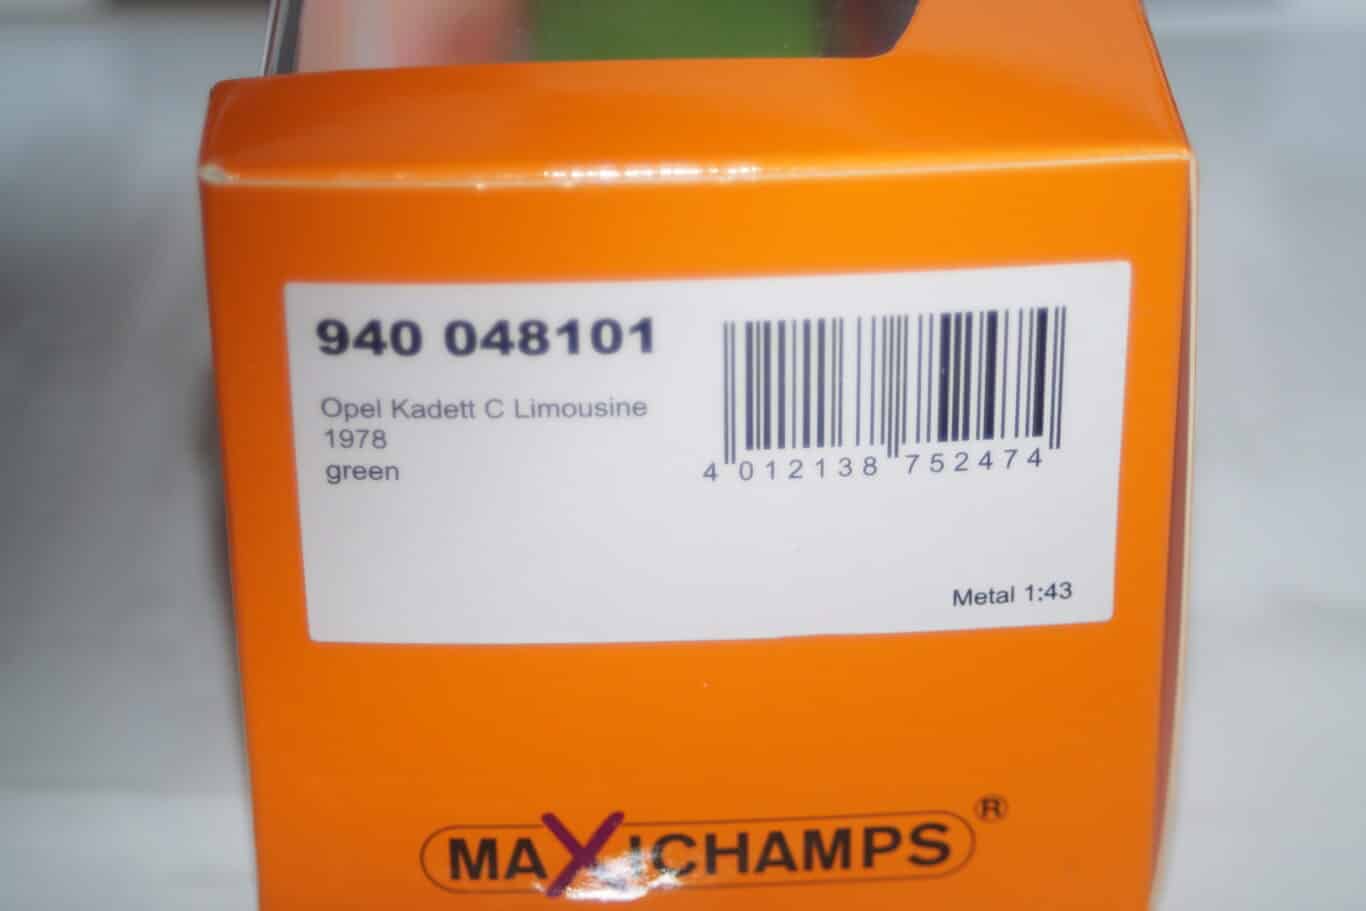 940 048101
Opel Kadett C Limousine
1978
green
4 012138 752474
Metal 1:43
MAXICHAMPS®